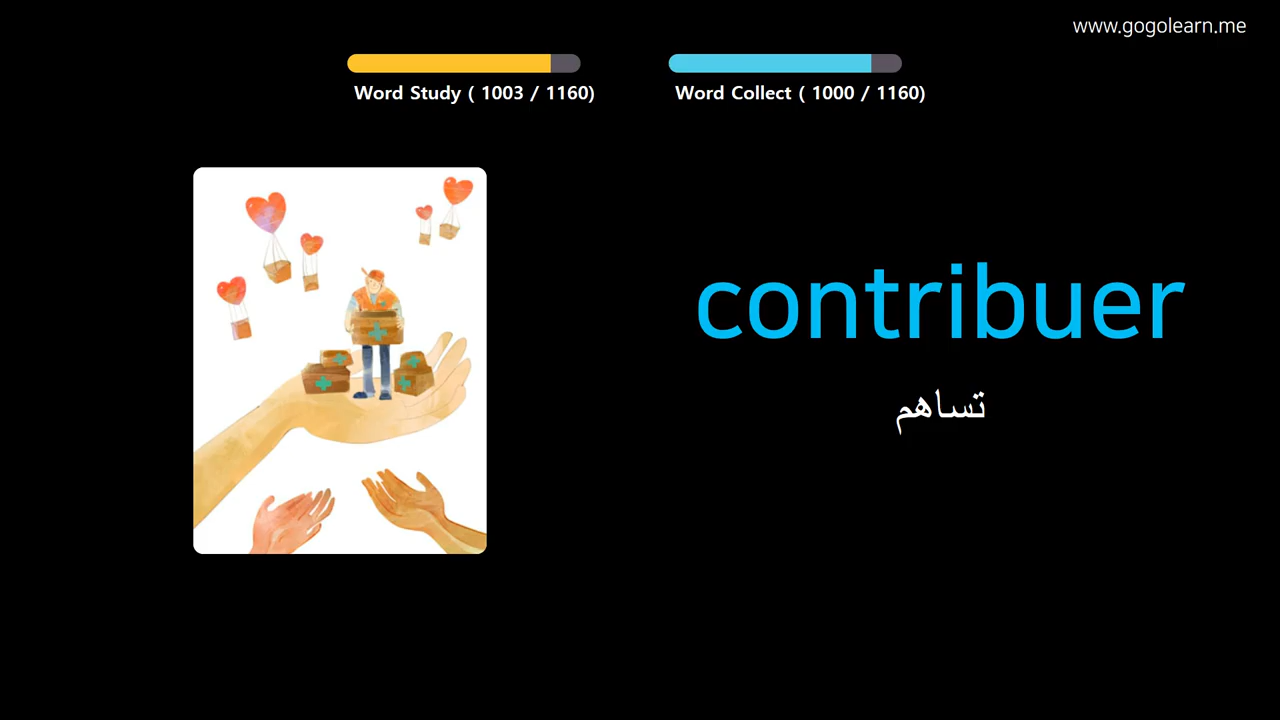 www.gogolearn.me
Word Study ( 1003 / 1160)
Word Collect ( 1000 / 1160)
contribuer
تساهم